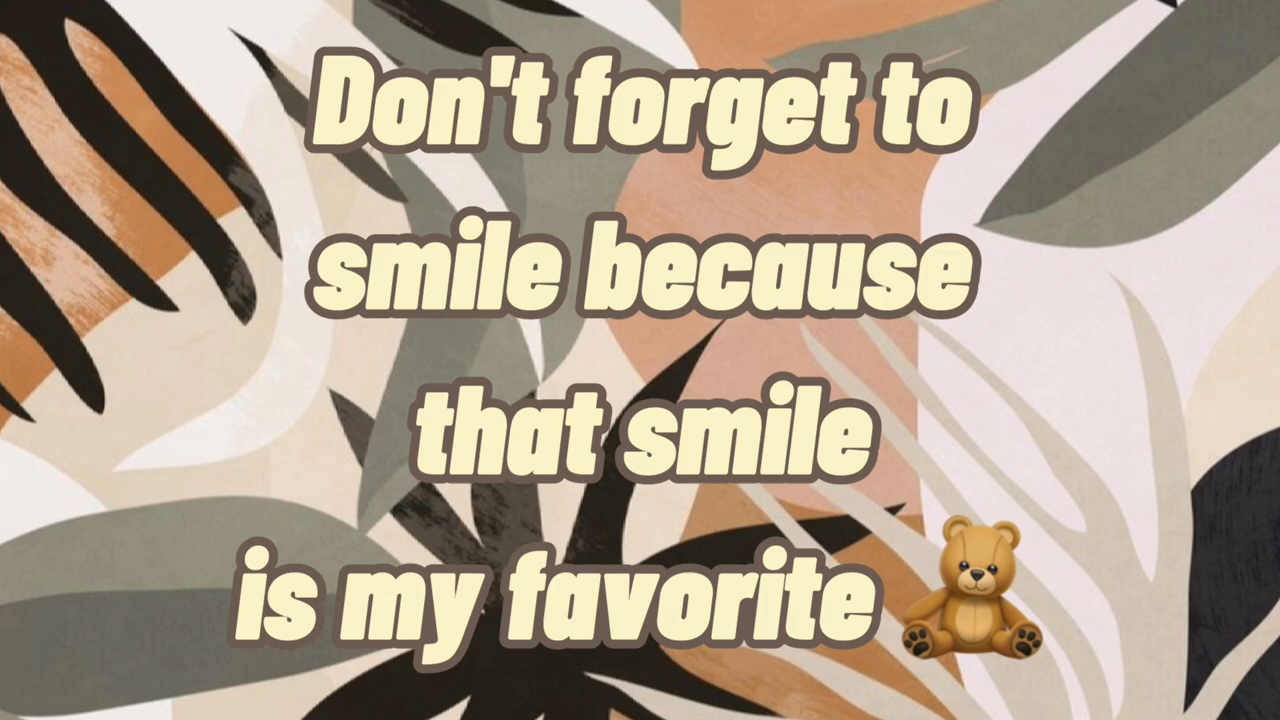 Don't forget to
smile because
that smile
is my favorite 🧸